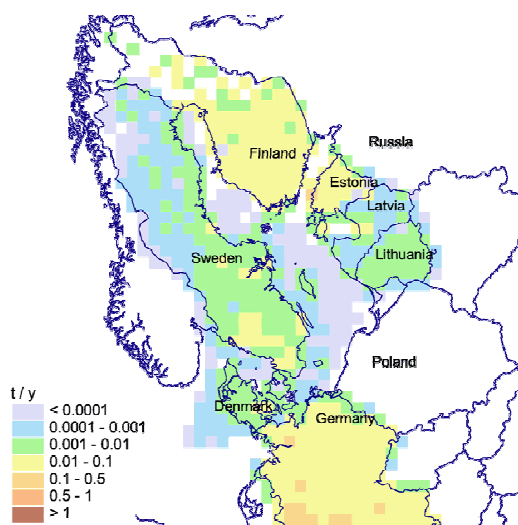 Russia
Finland
Estonia
Latvia
Lithuania
Sweden
Poland
Denmark
Germany
t / y
< 0.0001
0.0001 - 0.001
0.001 - 0.01
0.01 - 0.1
0.1 - 0.5
0.5 - 1
> 1